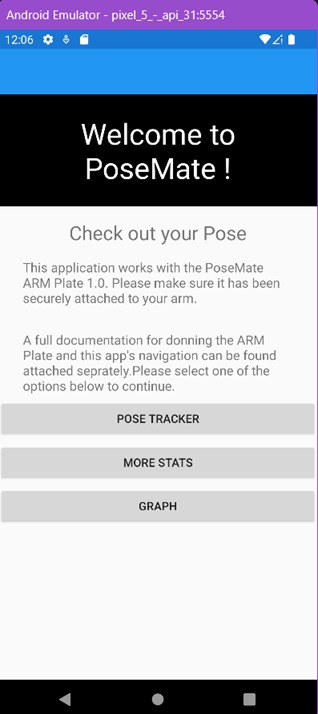 Android Emulator - pixel_5_-_api_31:5554
12:06
Welcome to
PoseMate !
Check out your Pose
This application works with the PoseMate
ARM Plate 1.0. Please make sure it has been
securely attached to your arm.
A full documentation for donning the ARM
Plate and this app's navigation can be found
attached seprately.Please select one of the
options below to continue.
POSE TRACKER
MORE STATS
GRAPH